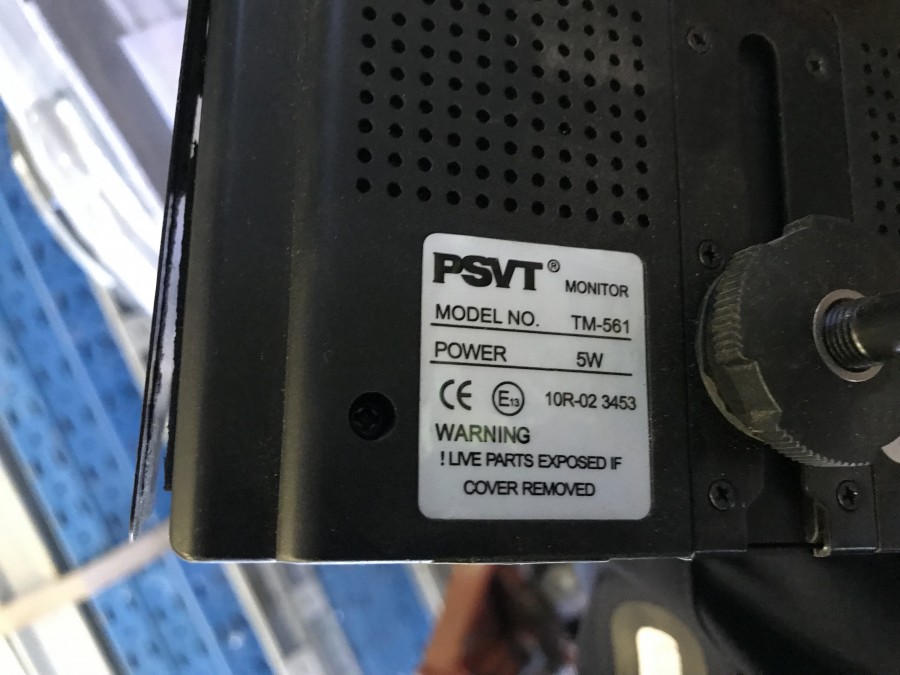 PSVT® MONITOR
MODEL NO. TM-561
POWER 5W
CE E13 10R-02 3453
WARNING
! LIVE PARTS EXPOSED IF
COVER REMOVED